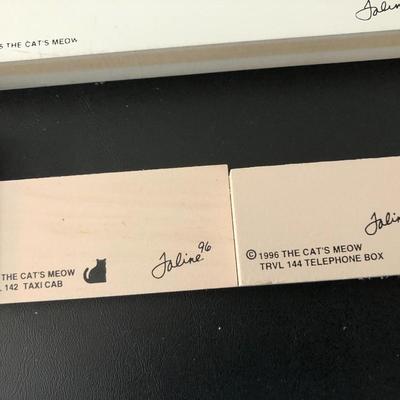 THE CAT'S MEOW
Faline
THE CAT'S MEOW
142 TAXI CAB
Faline 96
© 1996 THE CAT'S MEOW
TRVL 144 TELEPHONE BOX
Faline